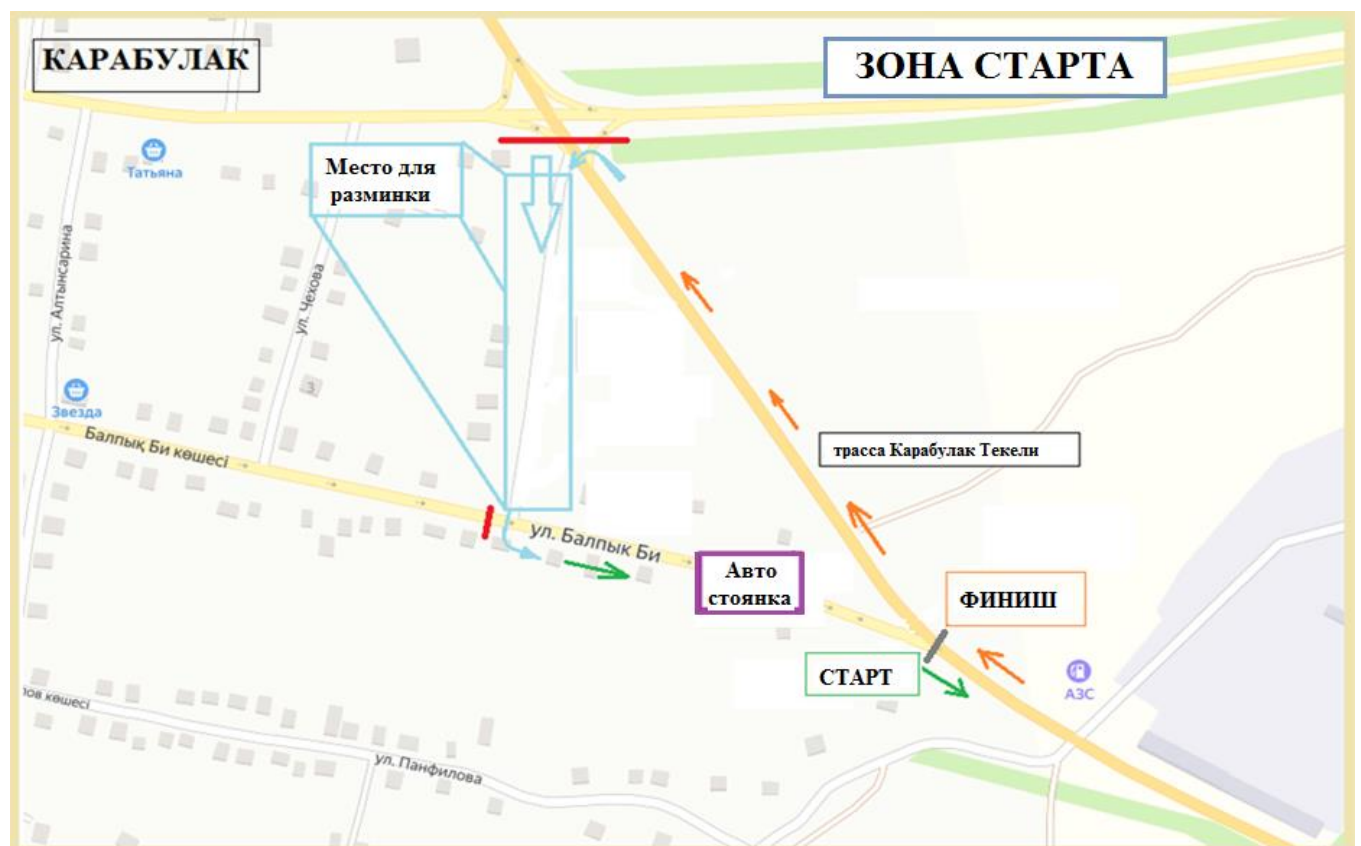 КАРАБУЛАК
ЗОНА СТАРТА
Татьяна
Место для
разминки
ул. Алтынсарина
ул. Чехова
3
Звезда
Балпық Би көшесі
трасса Карабулак Текели
ул. Балпык Би
Авто
стоянка
ФИНИШ
СТАРТ
АЗС
көшесі
ул. Панфилова